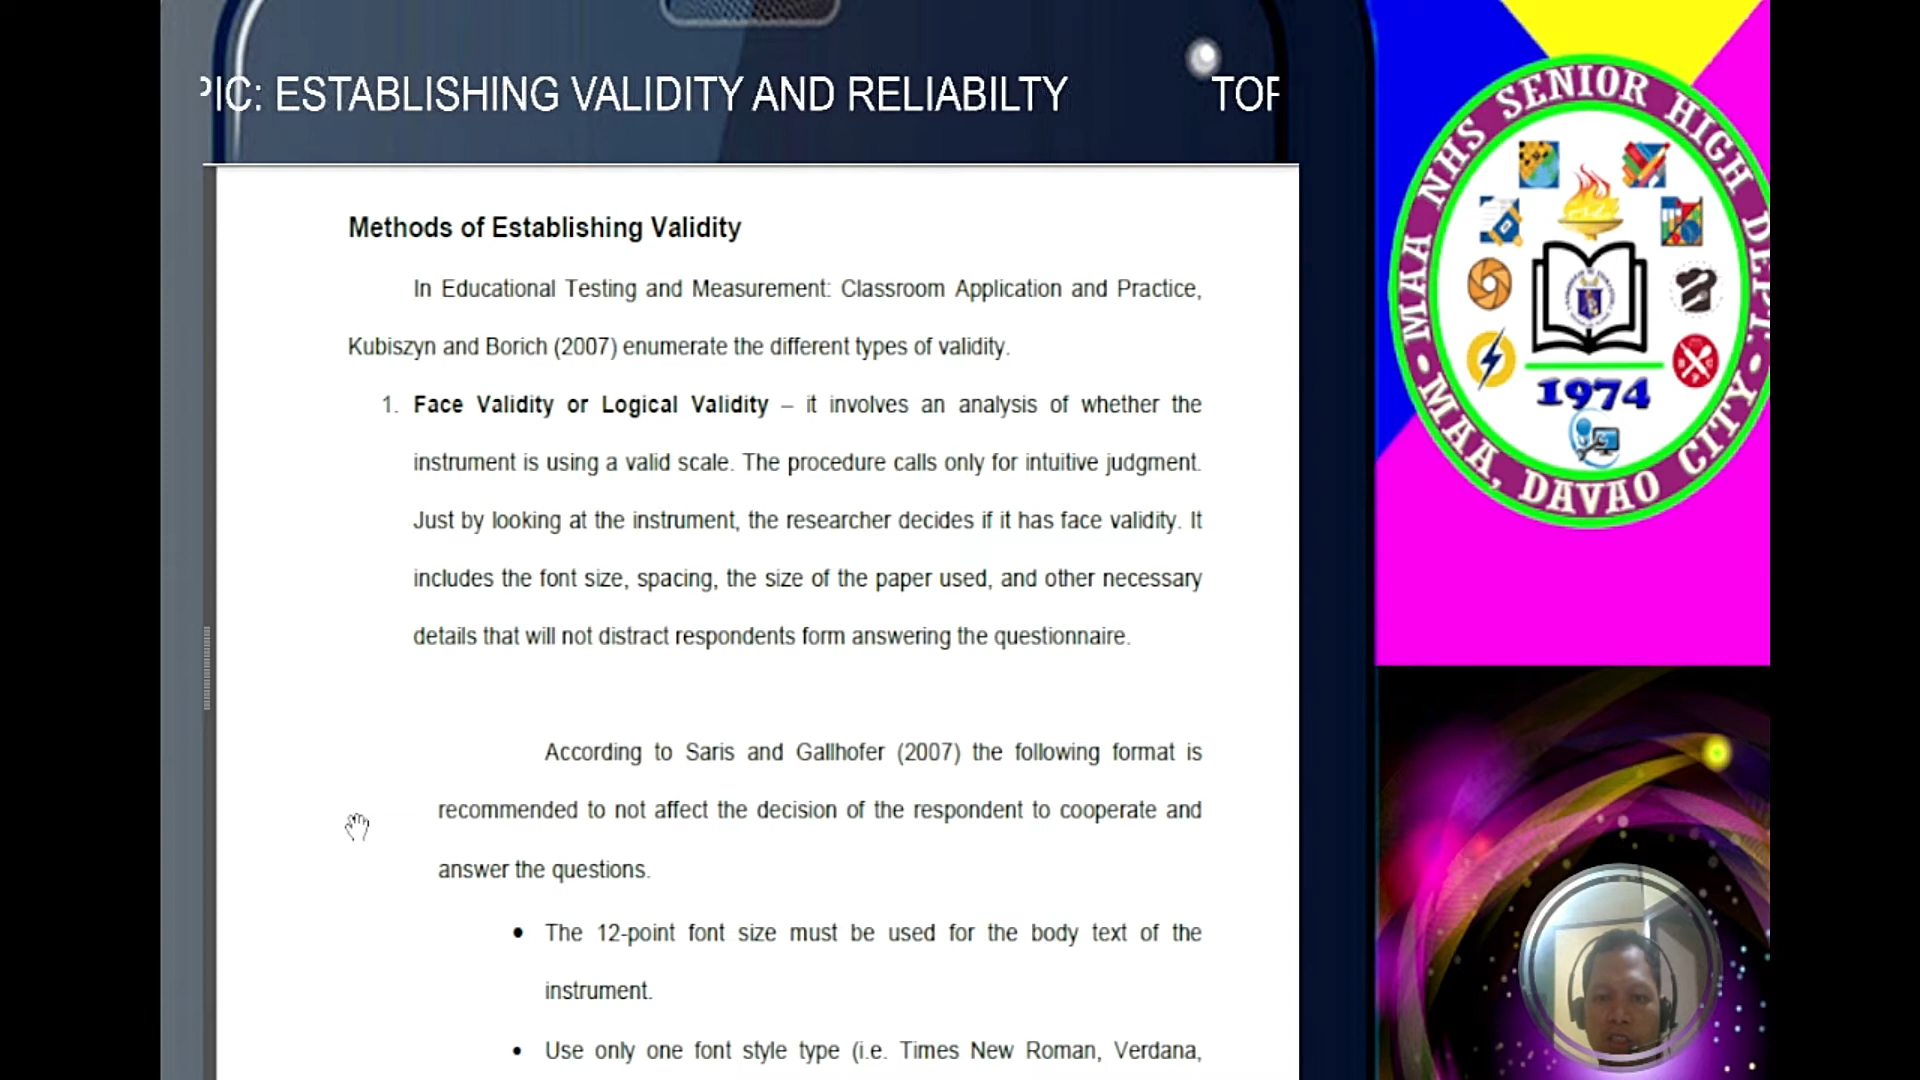 PIC: ESTABLISHING VALIDITY AND RELIABILTY TOP
Methods of Establishing Validity
In Educational Testing and Measurement: Classroom Application and Practice,
Kubiszyn and Borich (2007) enumerate the different types of validity.
1. Face Validity or Logical Validity – it involves an analysis of whether the
instrument is using a valid scale. The procedure calls only for intuitive judgment.
Just by looking at the instrument, the researcher decides if it has face validity. It
includes the font size, spacing, the size of the paper used, and other necessary
details that will not distract respondents form answering the questionnaire.
According to Saris and Gallhofer (2007) the following format is
recommended to not affect the decision of the respondent to cooperate and
answer the questions.
• The 12-point font size must be used for the body text of the
instrument.
• Use only one font style type (i.e. Times New Roman, Verdana,
MAA NHS SENIOR HIGH DEPT.
1974
• MAA, DAVAO CITY •